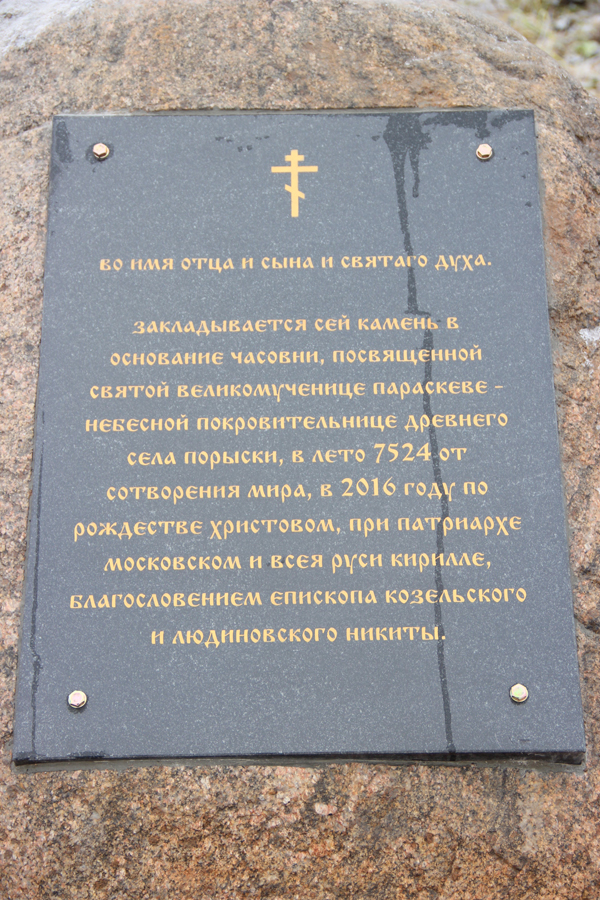 во имя отца и сына и святаго духа.
закладывается сей камень в
основание часовни, посвященной
святой великомученице параскеве -
небесной покровительнице древнего
села порыски, в лето 7524 от
сотворения мира, в 2016 году по
рождестве христовом, при патриархе
московском и всея руси кирилле,
благословением епископа козельского
и людиновского никиты.